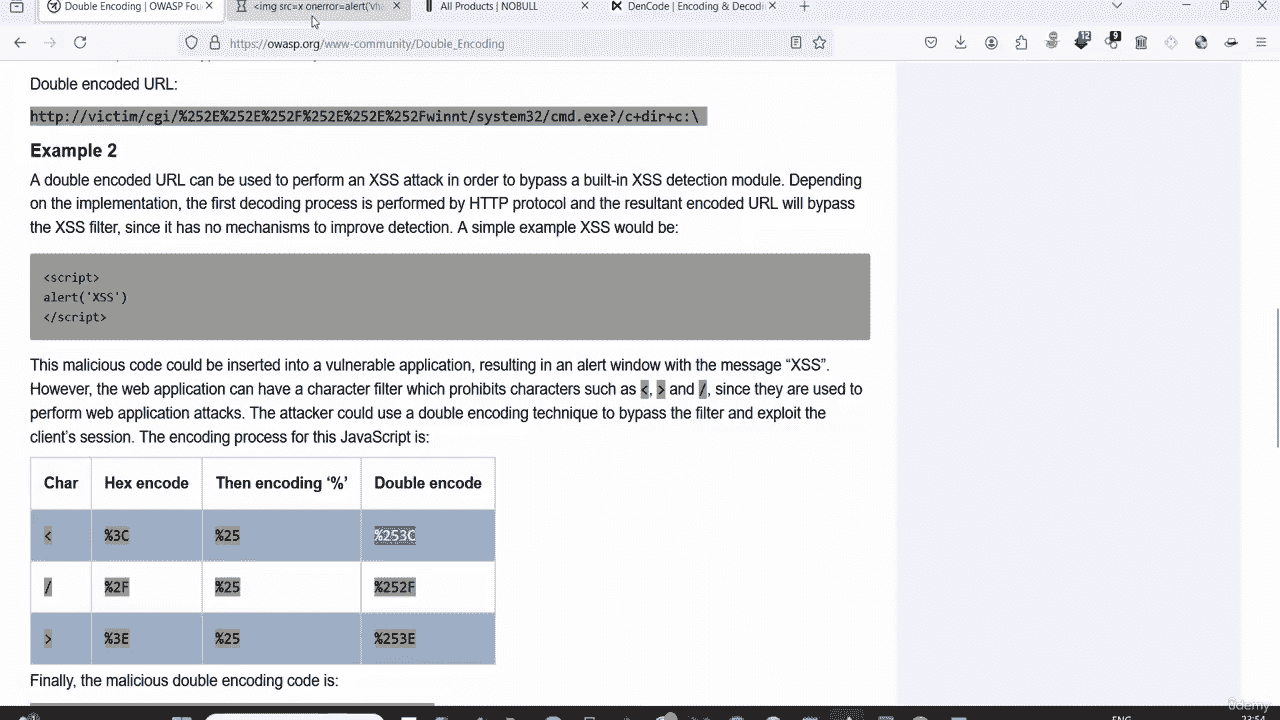 Double Encoding | OWASP Fou
<img src=x onerror=alert('vha
All Products | NOBULL
DenCode | Encoding & Decodi
https://owasp.org/www-community/Double_Encoding
12
9
Double encoded URL:
http://victim/cgi/%252E%252E%252F%252E%252E%252Fwinnt/system32/cmd.exe?/c+dir+c:\
Example 2
A double encoded URL can be used to perform an XSS attack in order to bypass a built-in XSS detection module. Depending
on the implementation, the first decoding process is performed by HTTP protocol and the resultant encoded URL will bypass
the XSS filter, since it has no mechanisms to improve detection. A simple example XSS would be:
<script>
alert('XSS')
</script>
This malicious code could be inserted into a vulnerable application, resulting in an alert window with the message “XSS”.
However, the web application can have a character filter which prohibits characters such as <, > and /, since they are used to
perform web application attacks. The attacker could use a double encoding technique to bypass the filter and exploit the
client’s session. The encoding process for this JavaScript is:
Char Hex encode Then encoding ‘%’ Double encode
< %3C %25 %253C
/ %2F %25 %252F
> %3E %25 %253E
Finally, the malicious double encoding code is:
ûdemy